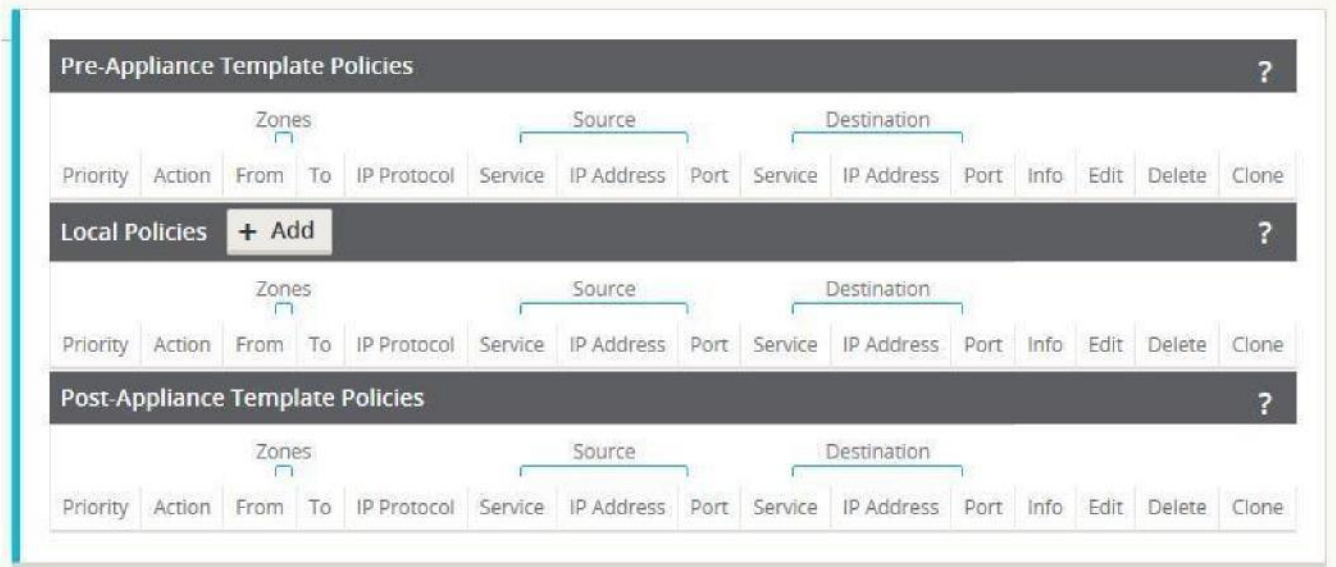 Pre-Appliance Template Policies ?
Zones Source Destination
Priority Action From To IP Protocol Service IP Address Port Service IP Address Port Info Edit Delete Clone
Local Policies + Add ?
Zones Source Destination
Priority Action From To IP Protocol Service IP Address Port Service IP Address Port Info Edit Delete Clone
Post-Appliance Template Policies ?
Zones Source Destination
Priority Action From To IP Protocol Service IP Address Port Service IP Address Port Info Edit Delete Clone